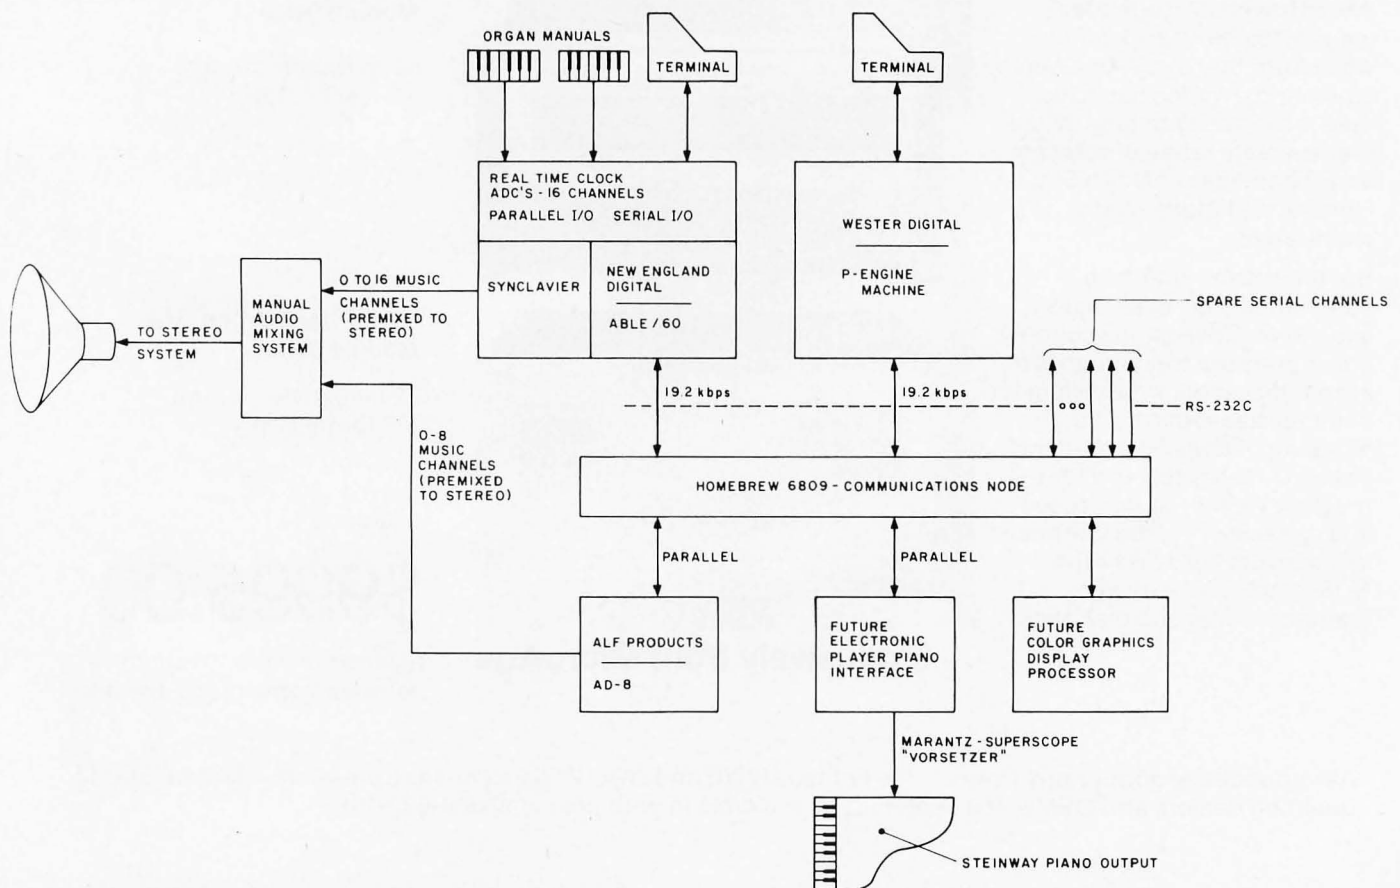 ORGAN MANUALS
TERMINAL
TERMINAL
REAL TIME CLOCK
ADC'S - 16 CHANNELS
PARALLEL I/O SERIAL I/O
SYNCLAVIER
NEW ENGLAND
DIGITAL
ABLE / 60
WESTER DIGITAL
P-ENGINE
MACHINE
0 TO 16 MUSIC
CHANNELS
(PREMIXED TO
STEREO)
MANUAL
AUDIO
MIXING
SYSTEM
TO STEREO
SYSTEM
SPARE SERIAL CHANNELS
19.2 kbps
19.2 kbps
RS-232C
0-8
MUSIC
CHANNELS
(PREMIXED
TO STEREO)
HOMEBREW 6809 - COMMUNICATIONS NODE
PARALLEL
PARALLEL
ALF PRODUCTS
AD-8
FUTURE
ELECTRONIC
PLAYER PIANO
INTERFACE
FUTURE
COLOR GRAPHICS
DISPLAY
PROCESSOR
MARANTZ - SUPERSCOPE
"VORSETZER"
STEINWAY PIANO OUTPUT